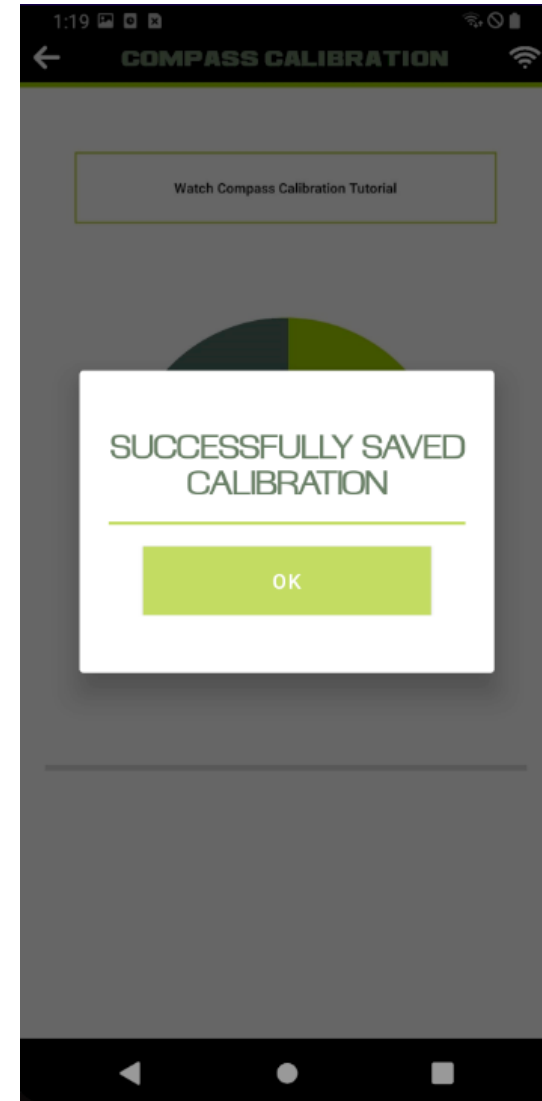 1:19
COMPASS CALIBRATION
Watch Compass Calibration Tutorial
SUCCESSFULLY SAVED
CALIBRATION
OK